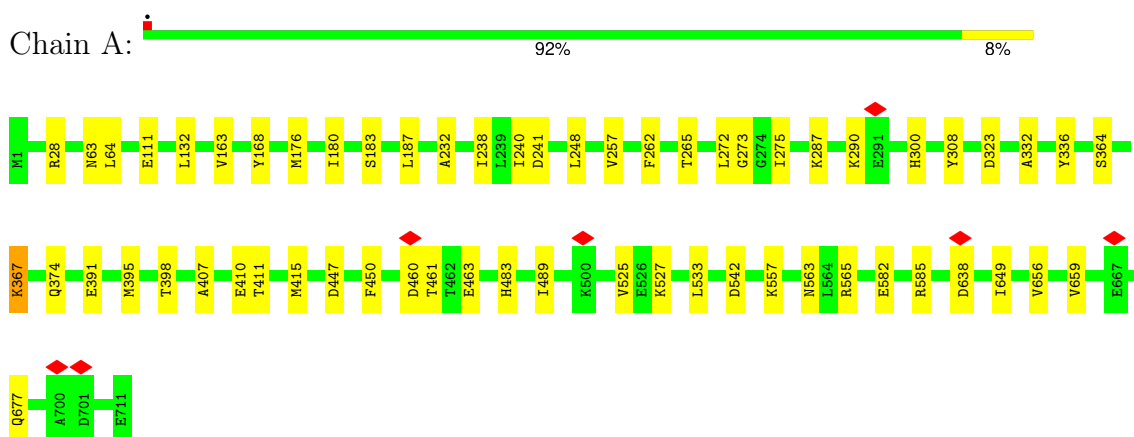 Chain A:
92% 8%
M1 R28 N63 L64 E111 L132 V163 Y168 M176 I180 S183 L187 A232 I238 L239 I240 D241 L248 V257 F262 T265 L272 G273 G274 I275 K287 K290 E291 H300 Y308 D323 A332 Y336 S364
K367 Q374 E391 M395 T398 A407 E410 T411 M415 D447 F450 D460 T461 T462 E463 H483 I489 K500 V525 E526 K527 L533 D542 K557 N563 L564 R565 E582 R585 D638 I649 V656 V659 E667
Q677 A700 D701 E711